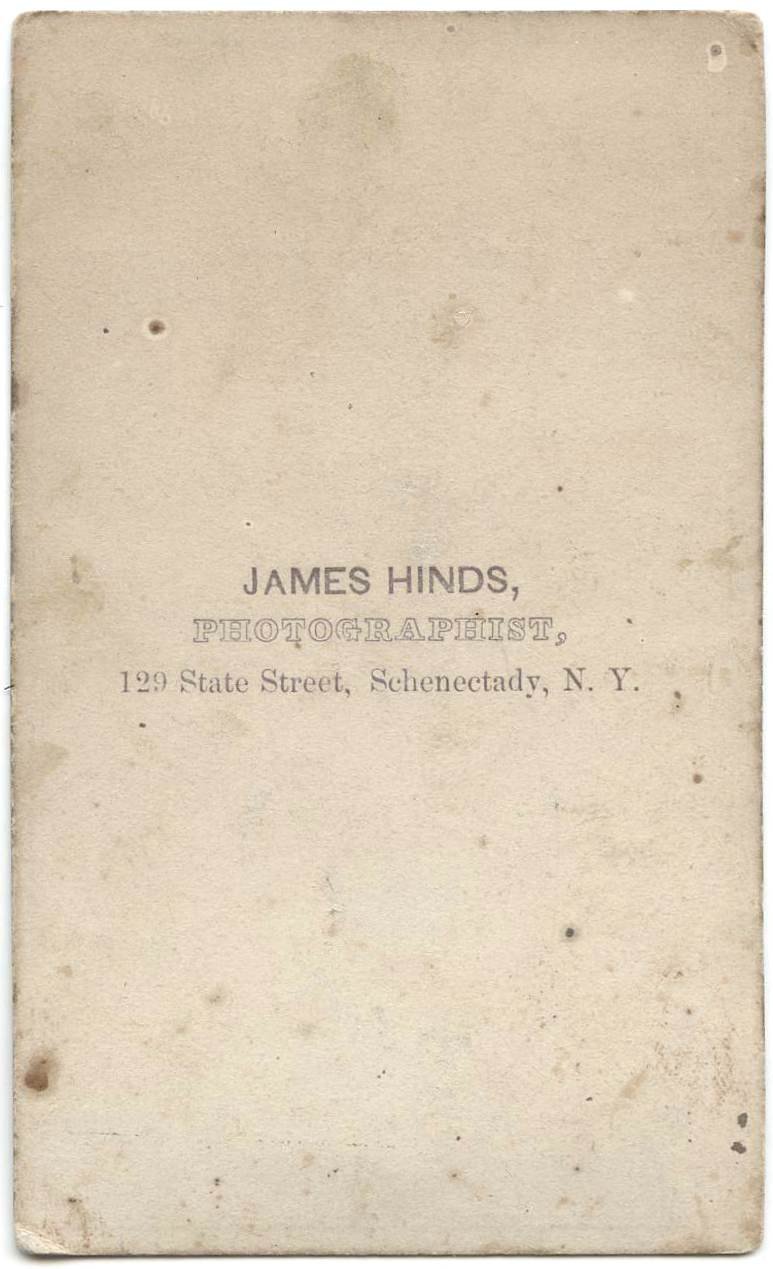 JAMES HINDS,
PHOTOGRAPHIST,
129 State Street, Schenectady, N. Y.